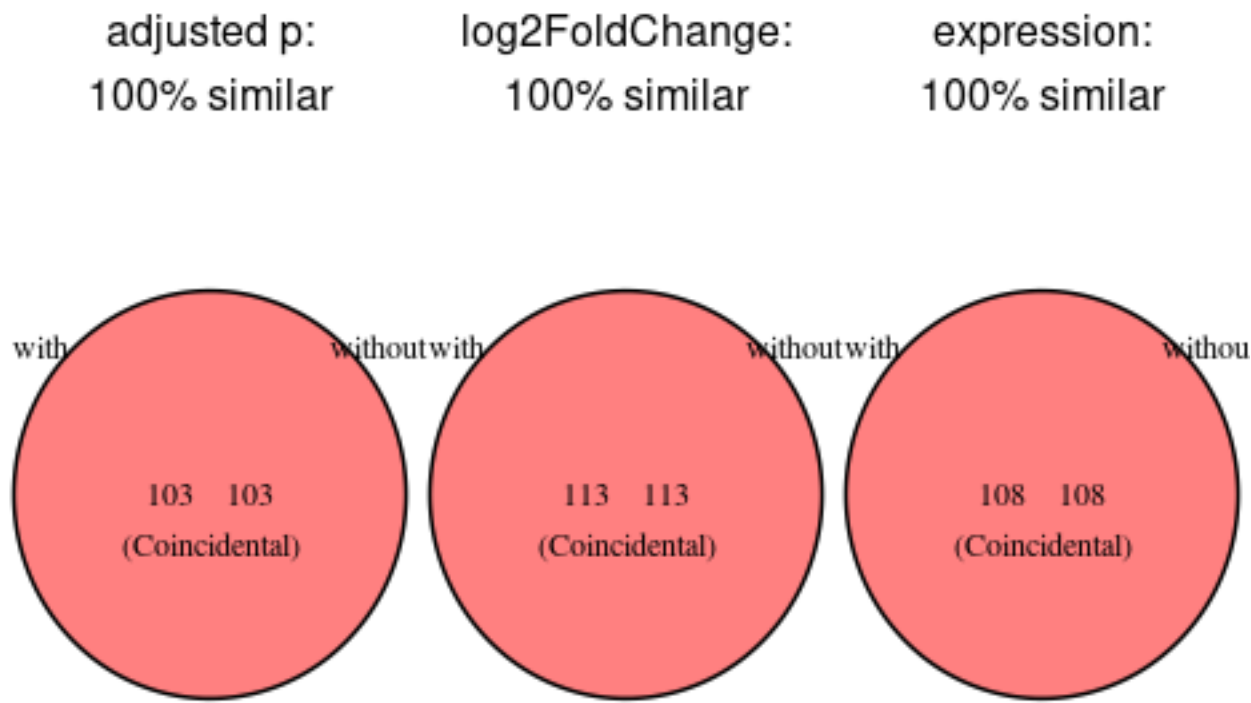 adjusted p:
100% similar
log2FoldChange:
100% similar
expression:
100% similar
with
without
with
without
with
withou
103 103
(Coincidental)
113 113
(Coincidental)
108 108
(Coincidental)